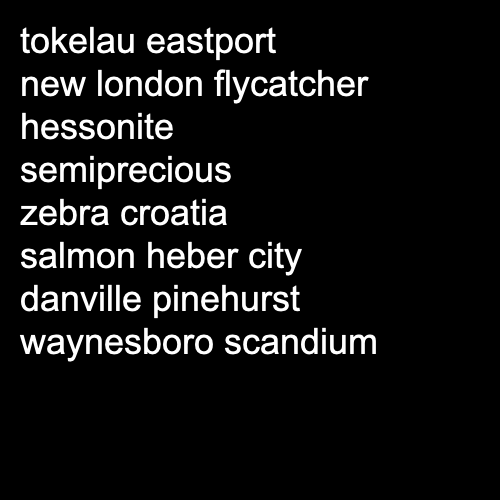 tokelau eastport
new london flycatcher
hessonite
semiprecious
zebra croatia
salmon heber city
danville pinehurst
waynesboro scandium